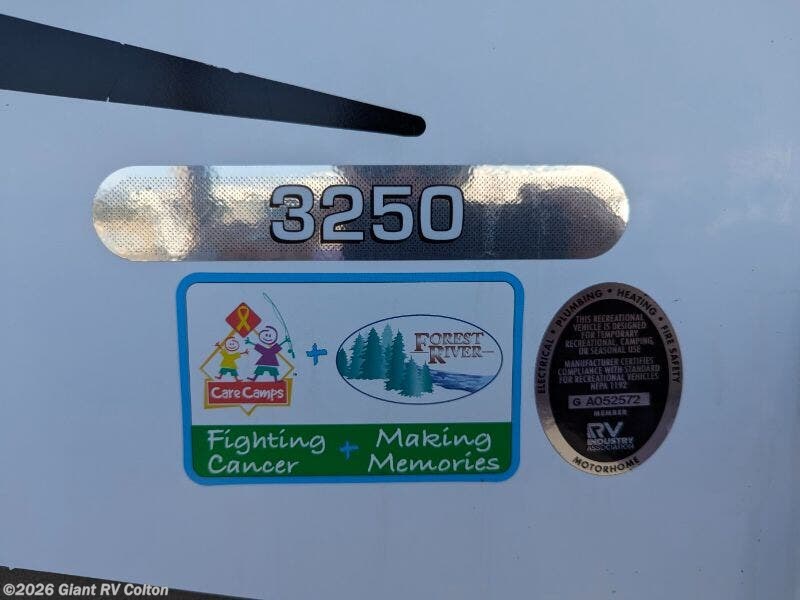 3250
Care Camps
TM
+
FOREST
RIVER
Fighting
Cancer
+
Making
Memories
ELECTRICAL • PLUMBING • HEATING • FIRE SAFETY
THIS RECREATIONAL
VEHICLE IS DESIGNED
FOR TEMPORARY
RECREATIONAL, CAMPING,
OR SEASONAL USE
MANUFACTURER CERTIFIES
COMPLIANCE WITH STANDARD
FOR RECREATIONAL VEHICLES
NFPA 1192
G A052572
MEMBER
RV
INDUSTRY
ASSOCIATION
MOTORHOME
©2026 Giant RV Colton